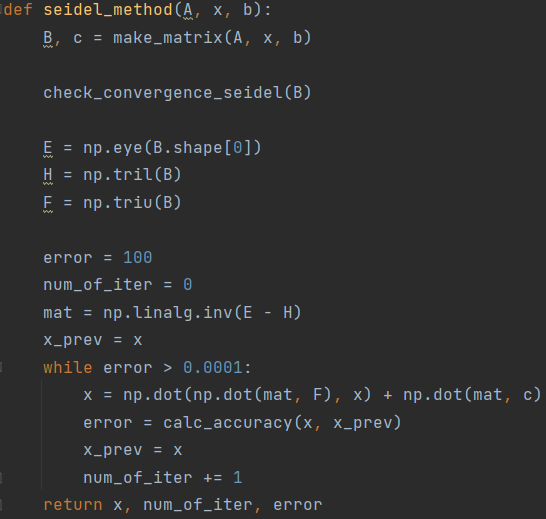 def seidel_method(A, x, b):
    B, c = make_matrix(A, x, b)

    check_convergence_seidel(B)

    E = np.eye(B.shape[0])
    H = np.tril(B)
    F = np.triu(B)

    error = 100
    num_of_iter = 0
    mat = np.linalg.inv(E - H)
    x_prev = x
    while error > 0.0001:
        x = np.dot(np.dot(mat, F), x) + np.dot(mat, c)
        error = calc_accuracy(x, x_prev)
        x_prev = x
        num_of_iter += 1
    return x, num_of_iter, error